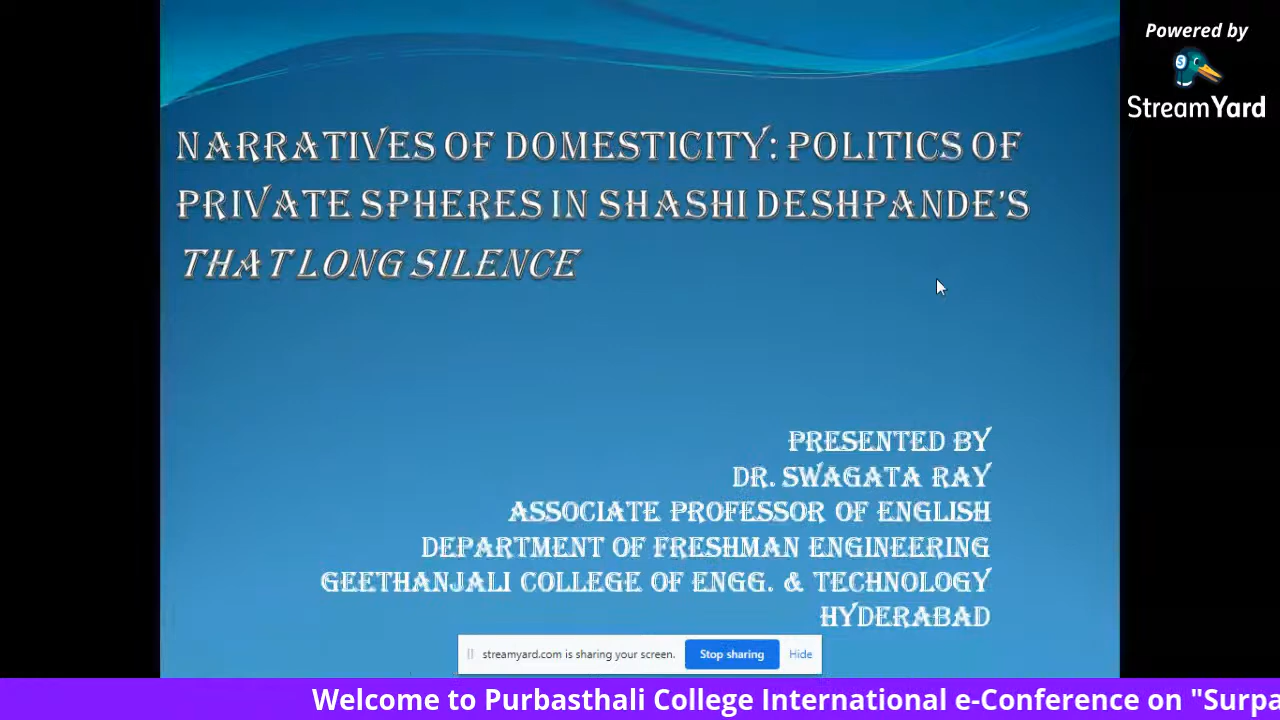 Powered by
StreamYard
NARRATIVES OF DOMESTICITY: POLITICS OF
PRIVATE SPHERES IN SHASHI DESHPANDE'S
THAT LONG SILENCE
PRESENTED BY
DR. SWAGATA RAY
ASSOCIATE PROFESSOR OF ENGLISH
DEPARTMENT OF FRESHMAN ENGINEERING
GEETHANJALI COLLEGE OF ENGG. & TECHNOLOGY
HYDERABAD
streamyard.com is sharing your screen. Stop sharing Hide
Welcome to Purbasthali College International e-Conference on "Surpa